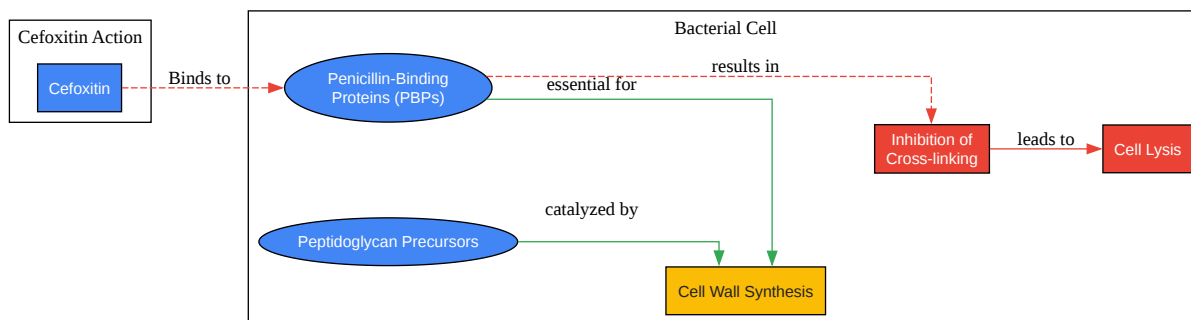 Cefoxitin Action
Cefoxitin
Binds to
Bacterial Cell
Penicillin-Binding
Proteins (PBPs)
results in
essential for
Inhibition of
Cross-linking
leads to
Cell Lysis
Peptidoglycan Precursors
catalyzed by
Cell Wall Synthesis